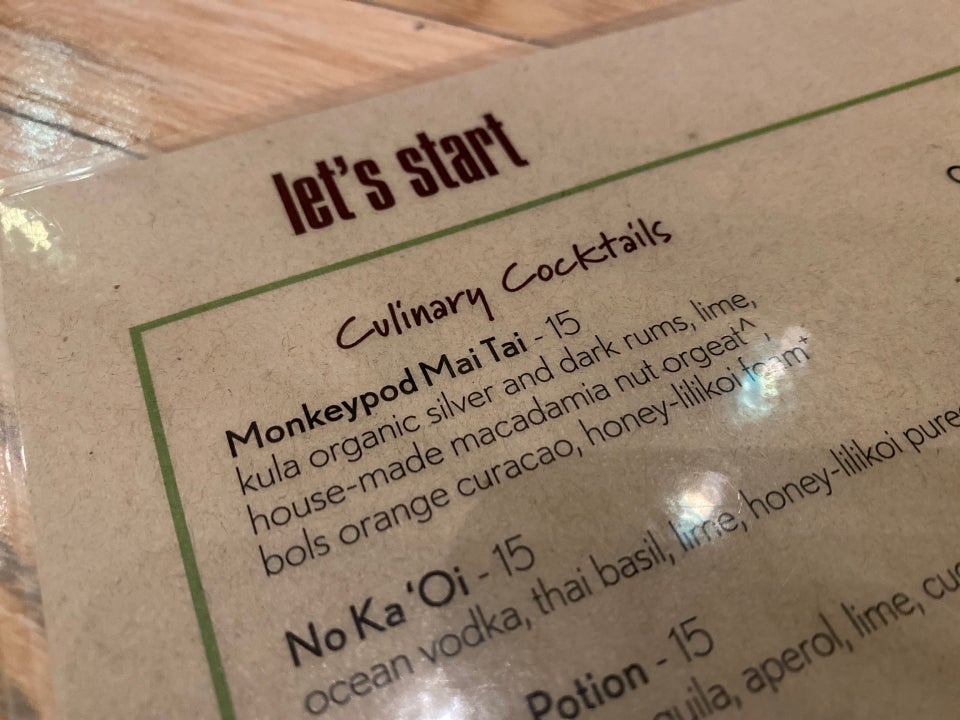 let's start
Culinary Cocktails
Monkeypod Mai Tai - 15
kula organic silver and dark rums, lime,
house-made macadamia nut orgeat^,
bols orange curacao, honey-lilikoi foam+
No Ka 'Oi - 15
ocean vodka, thai basil, lime, honey-lilikoi
Potion - 15
aperol, lime,